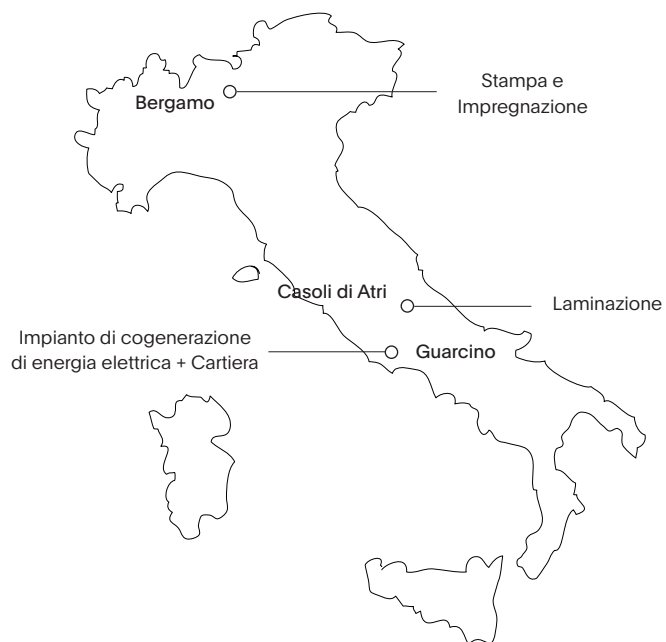 Stampa e
Impregnazione
Bergamo
Casoli di Atri
Laminazione
Impianto di cogenerazione
di energia elettrica + Cartiera
Guarcino